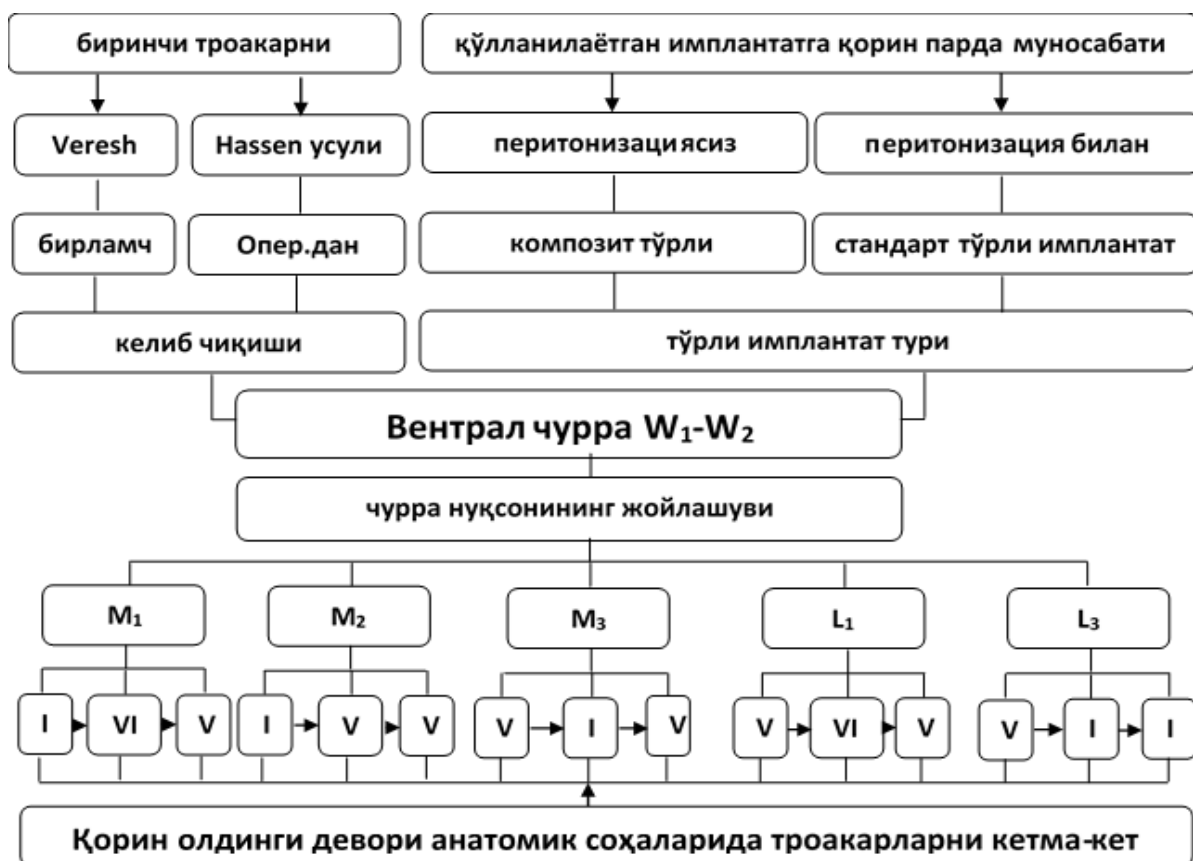 биринчи троакарни
қўлланилаётган имплантатга қорин парда муносабати
Veresh
Hassen усули
перитонизациясиз
перитонизация билан
бирламч
Опер.дан
композит тўрли
стандарт тўрли имплантат
келиб чиқиши
тўрли имплантат тури
Вентрал чурра W₁-W₂
чурра нуқсонининг жойлашуви
M₁
M₂
M₃
L₁
L₃
I VI V
I V V
V I V
V VI V
V I I
Қорин олдинги девори анатомик соҳаларида троакарларни кетма-кет